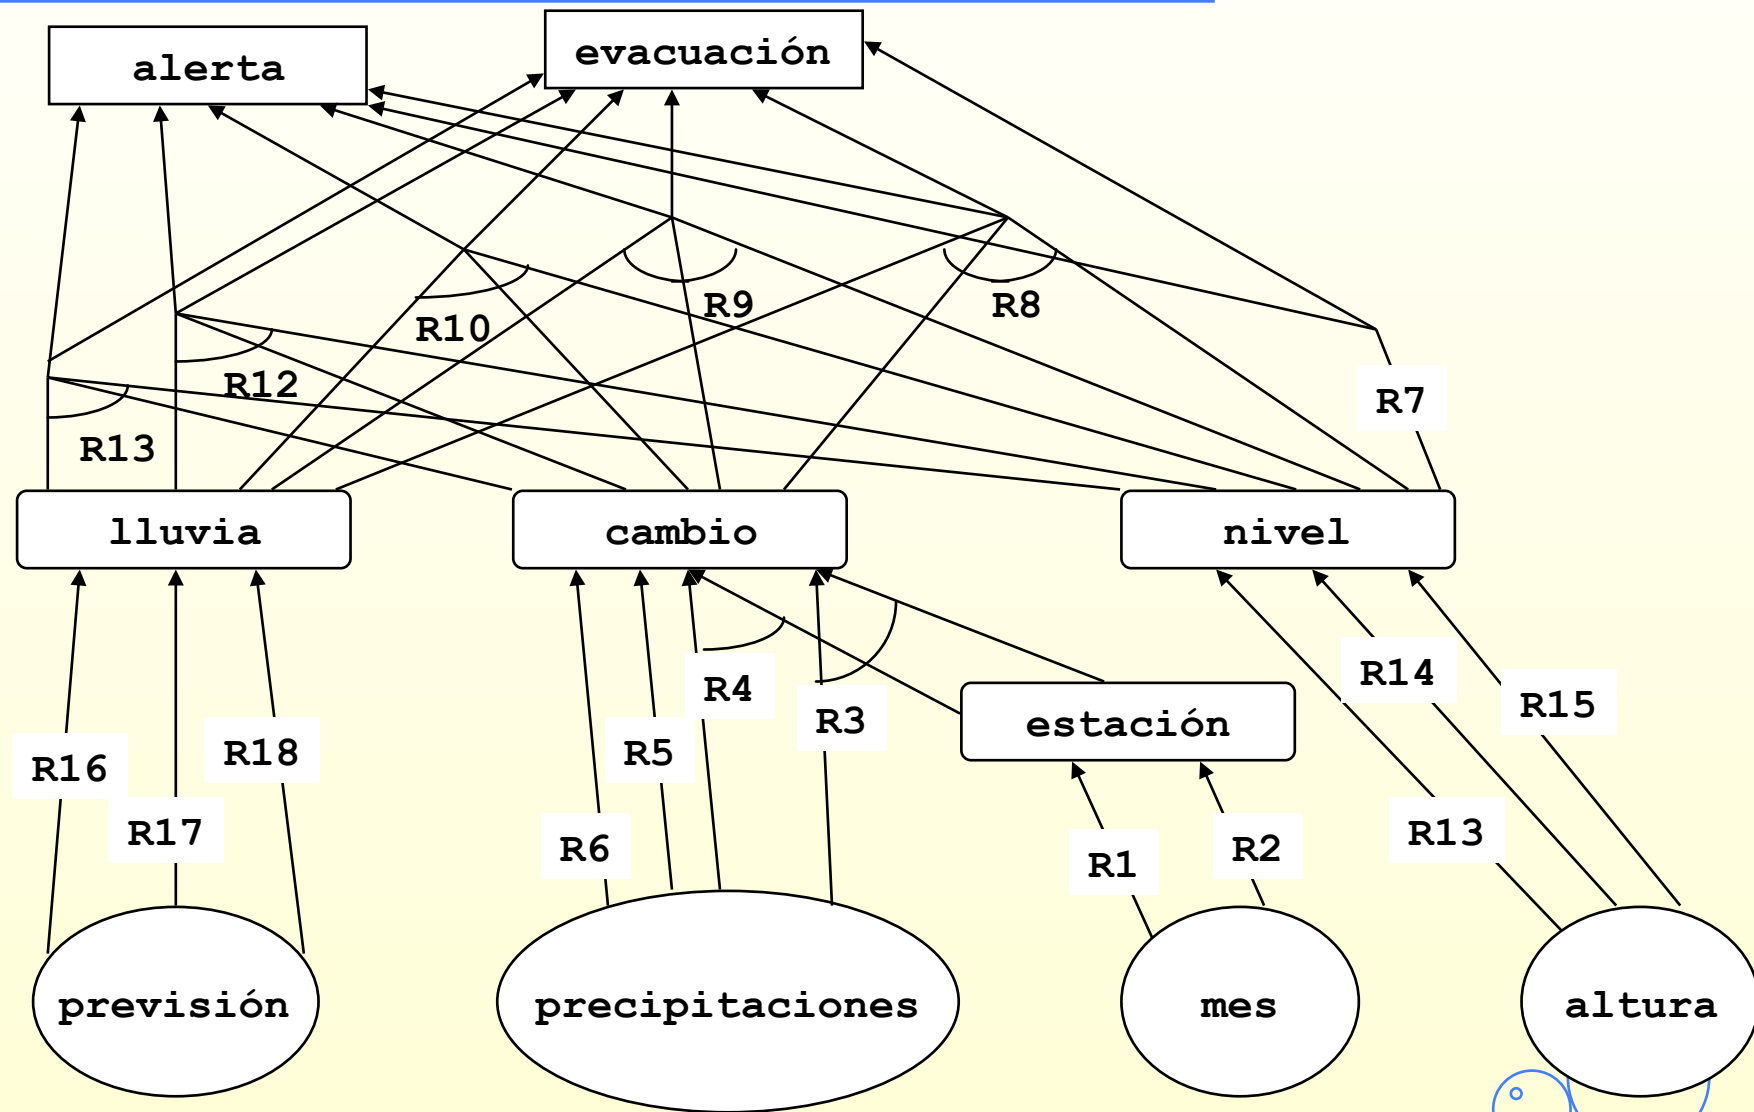 alerta
evacuación
R9
R8
R10
R12
R7
R13
lluvia
cambio
nivel
R4
R14
R3
estación
R15
R16
R5
R18
R17
R6
R1
R2
R13
previsión
precipitaciones
mes
altura